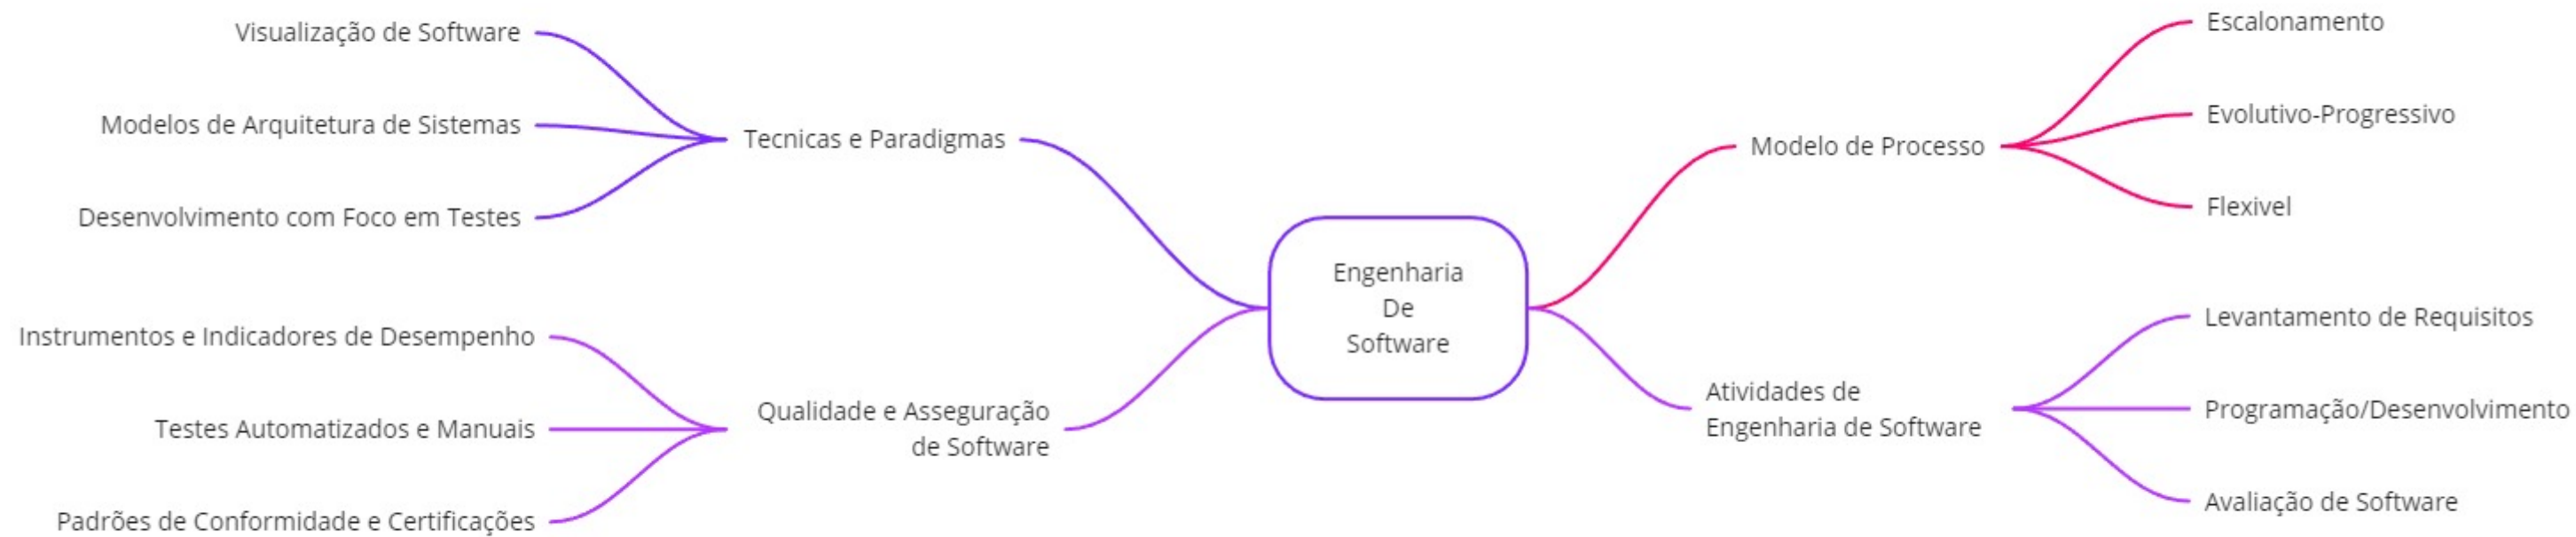 Visualização de Software
Modelos de Arquitetura de Sistemas
Desenvolvimento com Foco em Testes
Tecnicas e Paradigmas
Instrumentos e Indicadores de Desempenho
Testes Automatizados e Manuais
Padrões de Conformidade e Certificações
Qualidade e Asseguração
de Software
Engenharia
De
Software
Modelo de Processo
Escalonamento
Evolutivo-Progressivo
Flexivel
Atividades de
Engenharia de Software
Levantamento de Requisitos
Programação/Desenvolvimento
Avaliação de Software